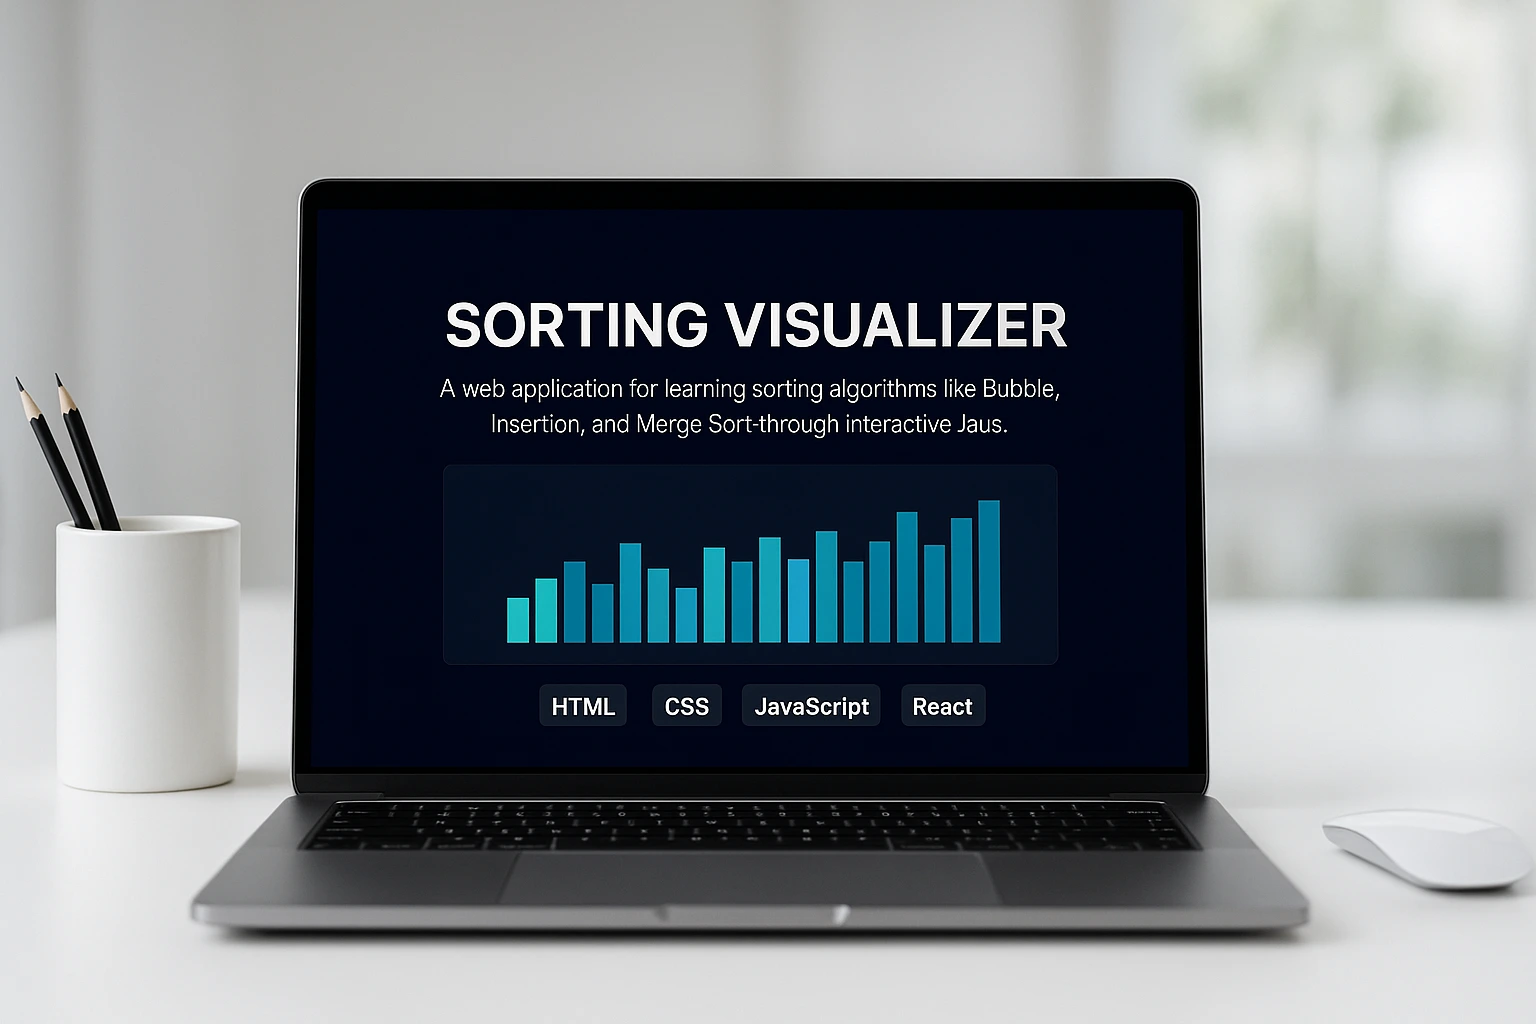 SORTING VISUALIZER
A web application for learning sorting algorithms like Bubble,
Insertion, and Merge Sort-through interactive Jaus.
HTML
CSS
JavaScript
React